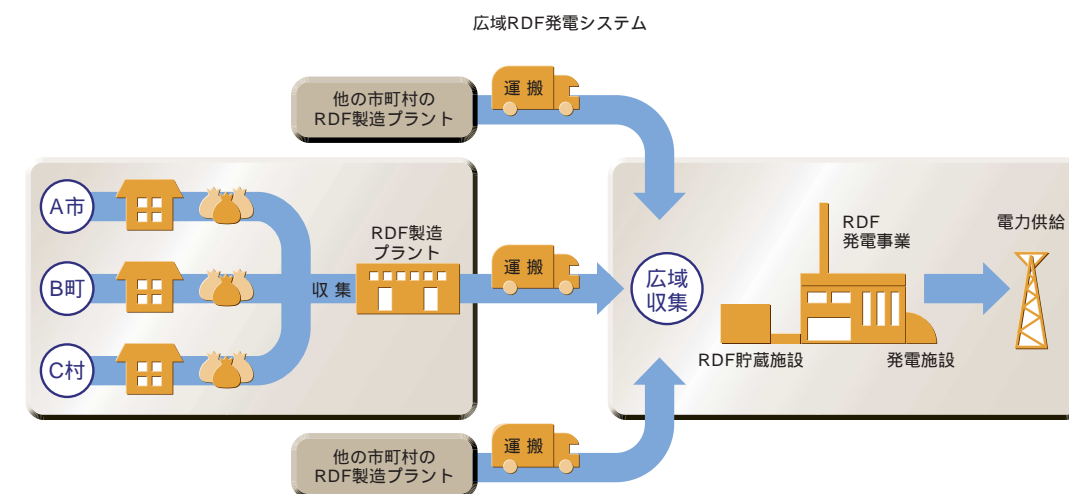 広域RDF発電システム
他の市町村の
RDF製造プラント
運 搬
A市
B町
C村
収 集
RDF製造
プラント
運 搬
広域
収集
RDF
発電事業
RDF貯蔵施設
発電施設
電力供給
他の市町村の
RDF製造プラント
運 搬